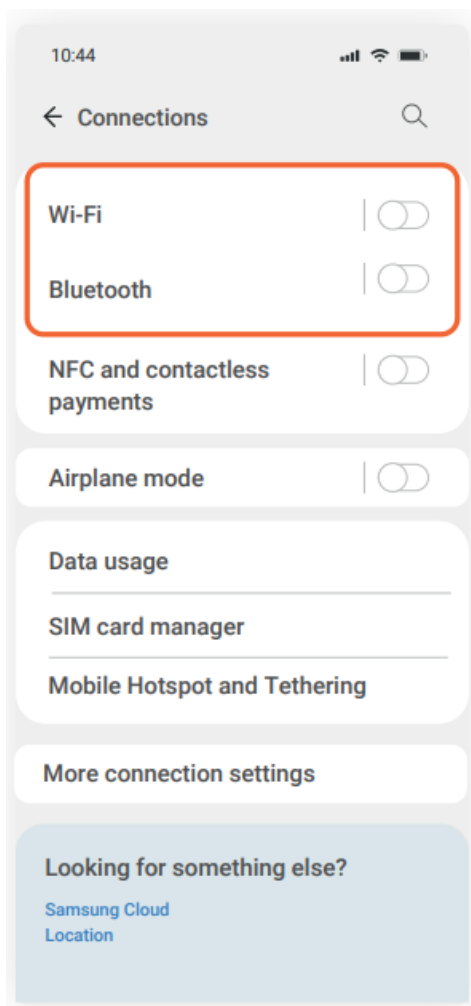 10:44
Connections
Wi-Fi
Bluetooth
NFC and contactless
payments
Airplane mode
Data usage
SIM card manager
Mobile Hotspot and Tethering
More connection settings
Looking for something else?
Samsung Cloud
Location